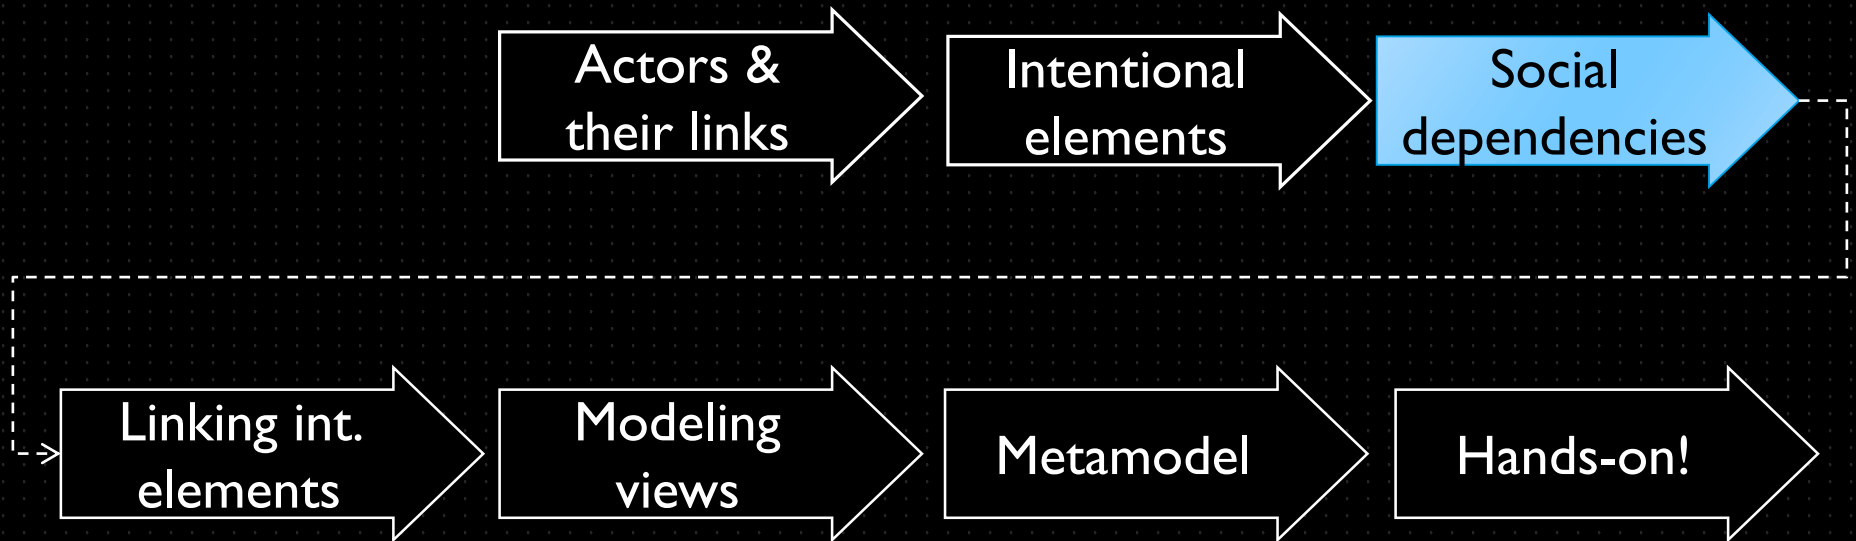 Actors &
their links
Intentional
elements
Social
dependencies
Linking int.
elements
Modeling
views
Metamodel
Hands-on!